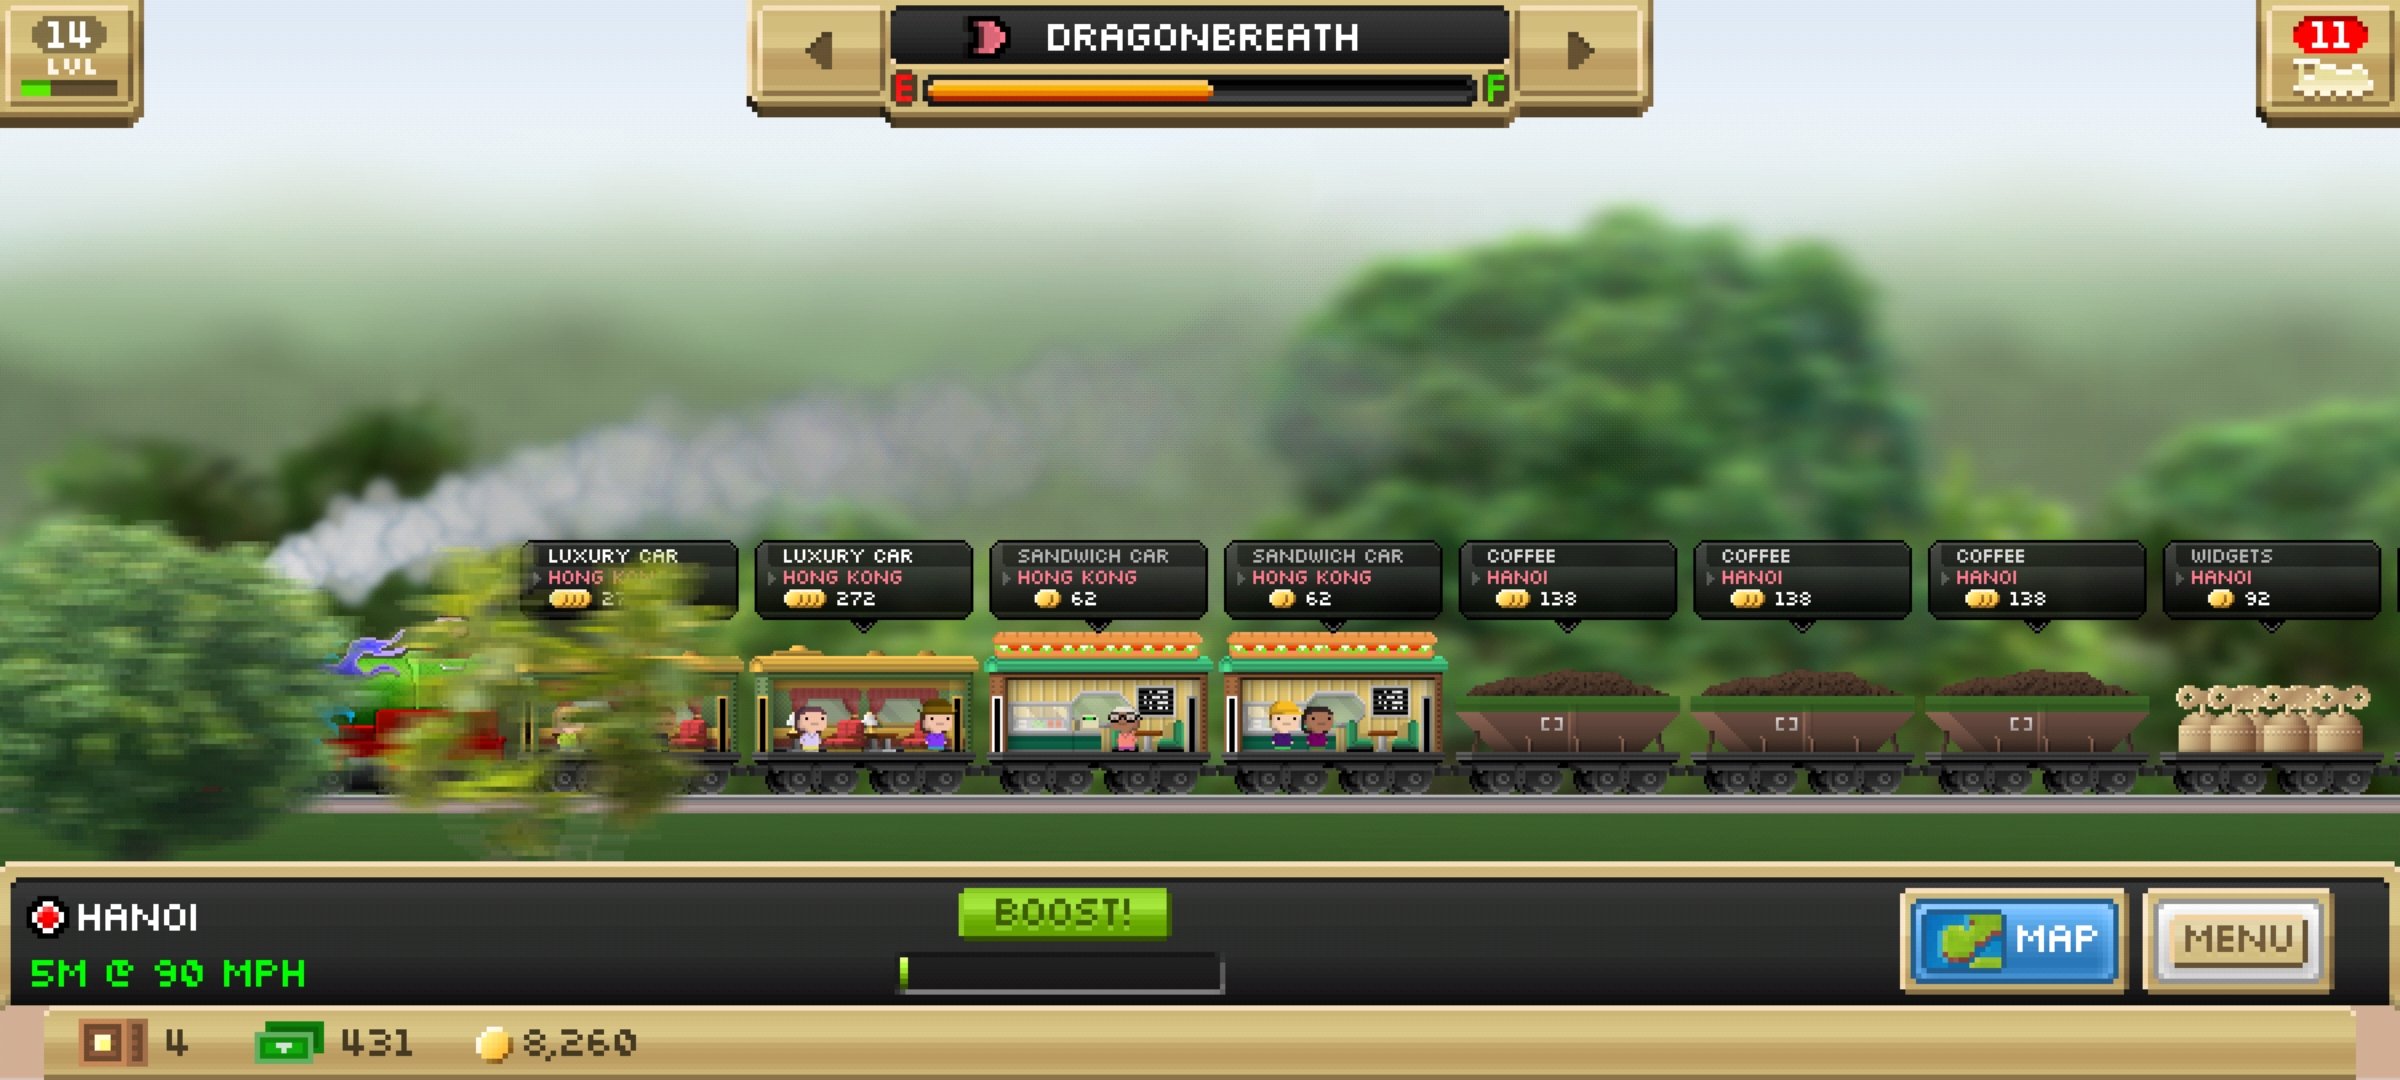 14
LVL
DRAGONBREATH
E F
11
LUXURY CAR
HONG
LUXURY CAR
HONG KONG
272
SANDWICH CAR
HONG KONG
62
SANDWICH CAR
HONG KONG
62
COFFEE
HANOI
138
COFFEE
HANOI
138
COFFEE
HANOI
138
WIDGETS
HANOI
92
HANOI
5M @ 90 MPH
BOOST!
MAP
MENU
4
431
8,260